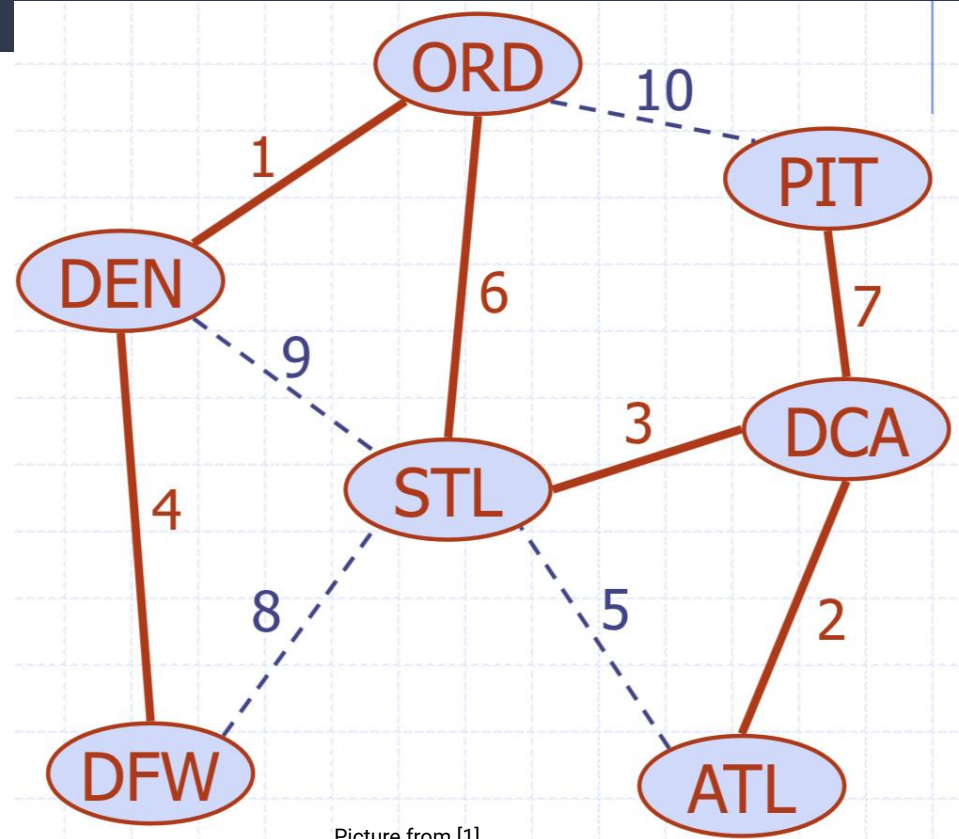 ORD
10
1
PIT
DEN
6
7
9
3
DCA
STL
4
8
5
2
DFW
ATL
Picture from [1]